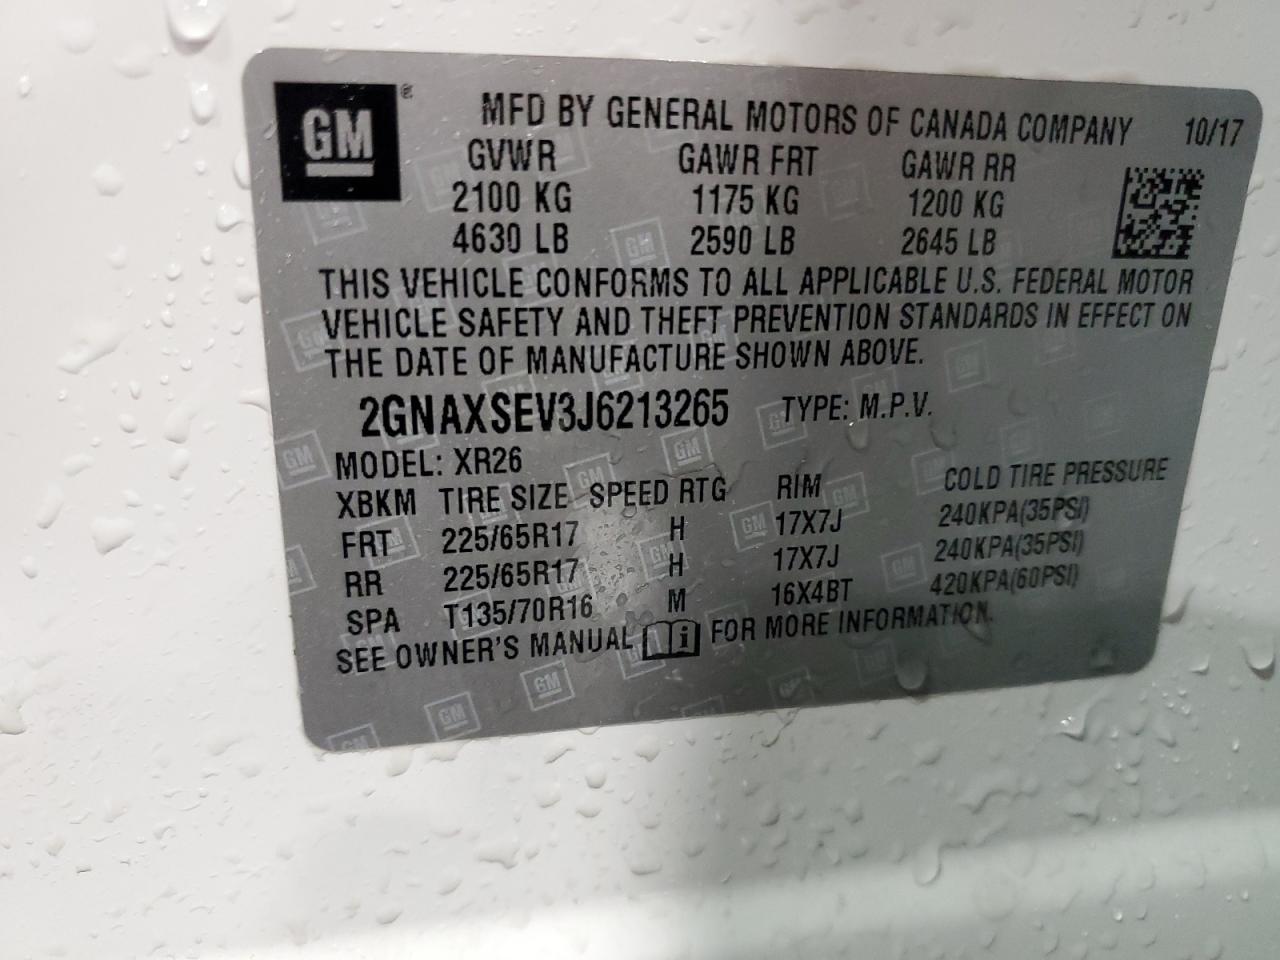 GM®
MFD BY GENERAL MOTORS OF CANADA COMPANY 10/17
GVWR GAWR FRT GAWR RR
2100 KG 1175 KG 1200 KG
4630 LB 2590 LB 2645 LB
THIS VEHICLE CONFORMS TO ALL APPLICABLE U.S. FEDERAL MOTOR
VEHICLE SAFETY AND THEFT PREVENTION STANDARDS IN EFFECT ON
THE DATE OF MANUFACTURE SHOWN ABOVE.
2GNAXSEV3J6213265 TYPE: M.P.V.
MODEL: XR26
XBKM TIRE SIZE SPEED RTG RIM COLD TIRE PRESSURE
FRT 225/65R17 H 17X7J 240KPA(35PSI)
RR 225/65R17 H 17X7J 240KPA(35PSI)
SPA T135/70R16 M 16X4BT 420KPA(60PSI)
SEE OWNER'S MANUAL i FOR MORE INFORMATION.